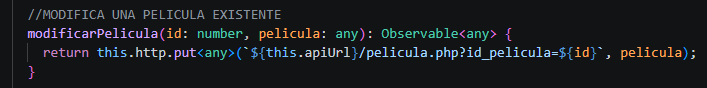 //MODIFICA UNA PELICULA EXISTENTE
modificarPelicula(id: number, pelicula: any): Observable<any> {
return this.http.put<any>(`${this.apiUrl}/pelicula.php?id_pelicula=${id}`, pelicula);
}